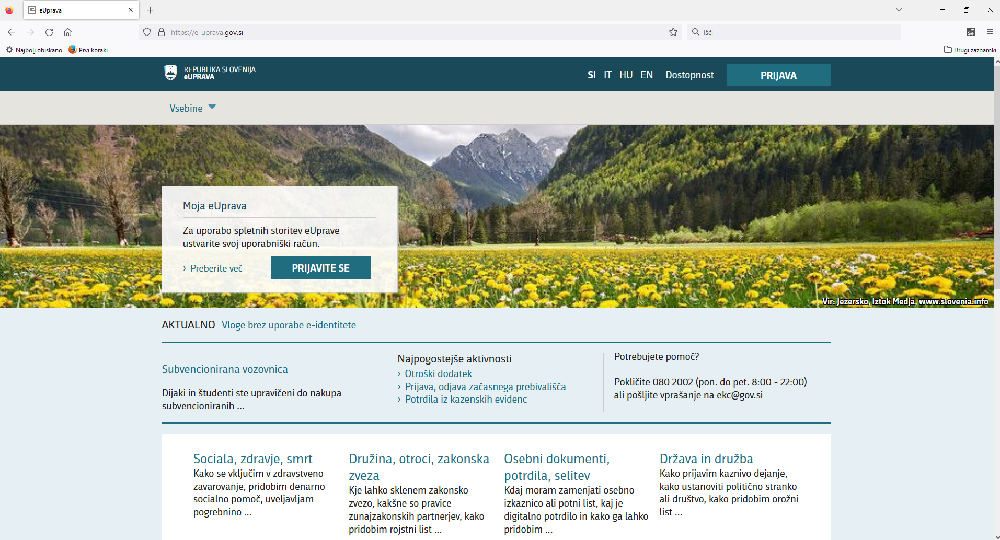 eUprava
https://e-uprava.gov.si
Išči
Najbolj obiskano
Prvi koraki
Drugi zaznamki
REPUBLIKA SLOVENIJA
eUPRAVA
SI IT HU EN Dostopnost PRIJAVA
Vsebine
Moja eUprava
Za uporabo spletnih storitev eUprave
ustvarite svoj uporabniški račun.
› Preberite več
PRIJAVITE SE
Vir: Jezersko, Iztok Medja, www.slovenia.info
AKTUALNO Vloge brez uporabe e-identitete
Subvencionirana vozovnica
Dijaki in študenti ste upravičeni do nakupa
subvencioniranih ...
Najpogostejše aktivnosti
› Otroški dodatek
› Prijava, odjava začasnega prebivališča
› Potrdila iz kazenskih evidenc
Potrebujete pomoč?
Pokličite 080 2002 (pon. do pet. 8:00 - 22:00)
ali pošljite vprašanje na ekc@gov.si
Sociala, zdravje, smrt
Kako se vključim v zdravstveno
zavarovanje, pridobim denarno
socialno pomoč, uveljavljam
pogrebnino ...
Družina, otroci, zakonska
zveza
Kje lahko sklenem zakonsko
zvezo, kakšne so pravice
zunajzakonskih partnerjev, kako
pridobim rojstni list ...
Osebni dokumenti,
potrdila, selitev
Kdaj moram zamenjati osebno
izkaznico ali potni list, kaj je
digitalno potrdilo in kako ga lahko
pridobim ...
Država in družba
Kako prijavim kaznivo dejanje,
kako ustanoviti politično stranko
ali društvo, kako pridobim orožni
list ...